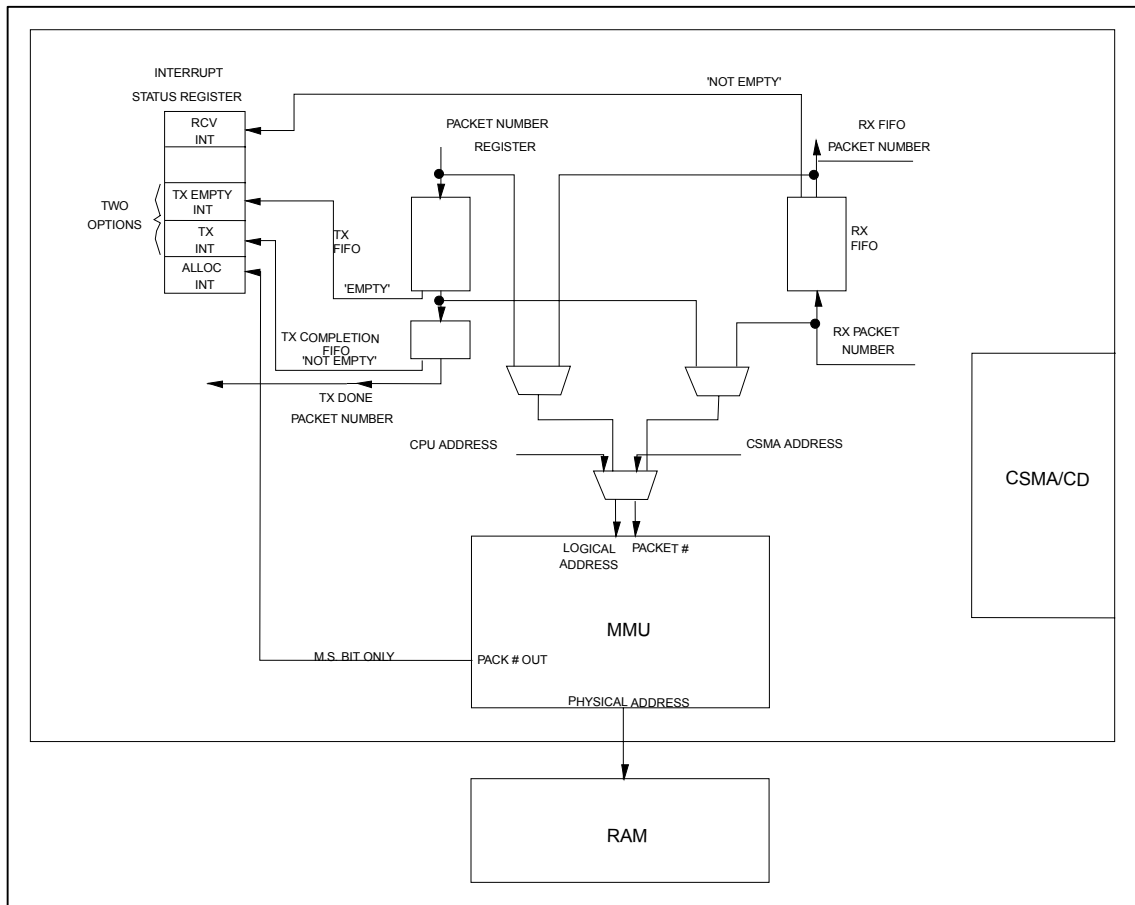 INTERRUPT
STATUS REGISTER
RCV
INT
TX EMPTY
INT
TX
INT
ALLOC
INT
TWO
OPTIONS
'NOT EMPTY'
PACKET NUMBER
REGISTER
RX FIFO
PACKET NUMBER
TX
FIFO
RX
FIFO
'EMPTY'
TX COMPLETION
FIFO
'NOT EMPTY'
TX DONE
PACKET NUMBER
RX PACKET
NUMBER
CPU ADDRESS
CSMA ADDRESS
CSMA/CD
LOGICAL
ADDRESS
PACKET #
MMU
M.S. BIT ONLY
PACK # OUT
PHYSICAL ADDRESS
RAM